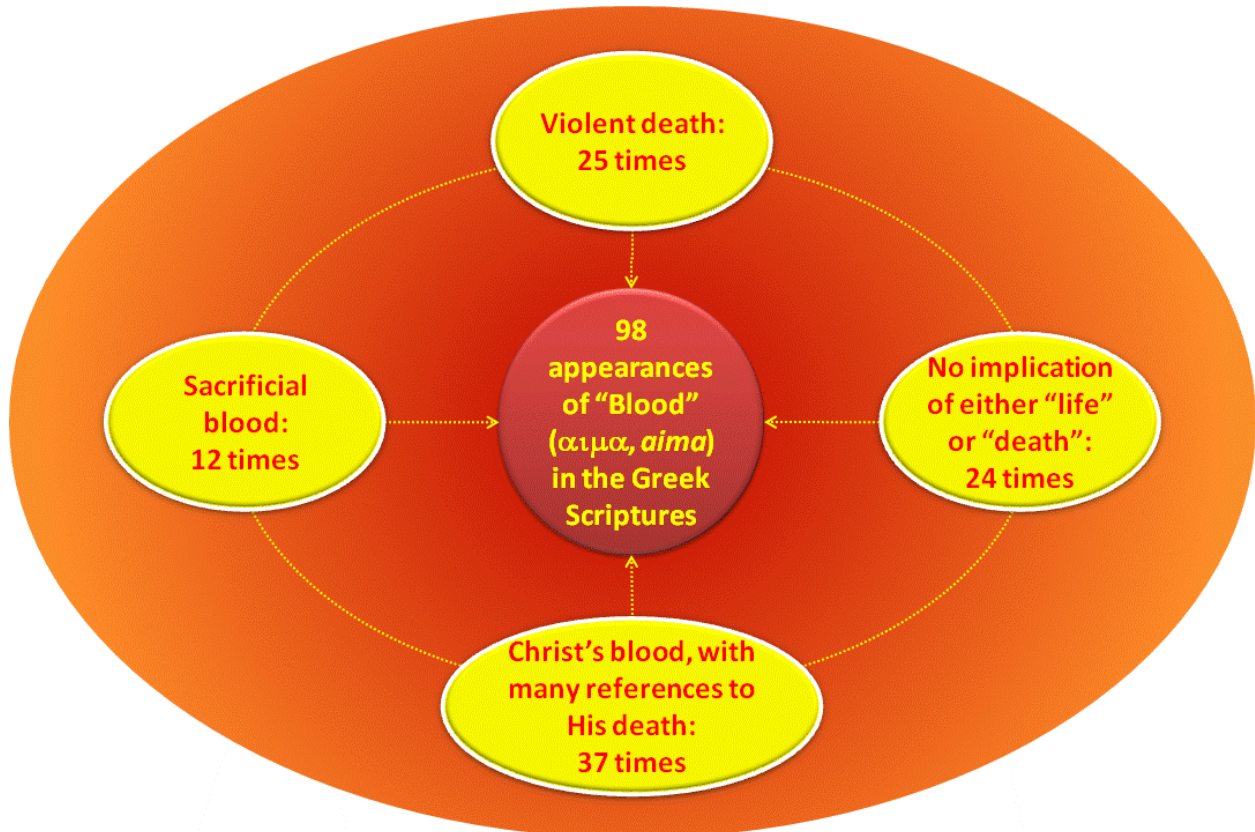 Violent death:
25 times
Sacrificial
blood:
12 times
98
appearances
of “Blood”
(αιμα, aima)
in the Greek
Scriptures
No implication
of either “life”
or “death”:
24 times
Christ’s blood, with
many references to
His death:
37 times